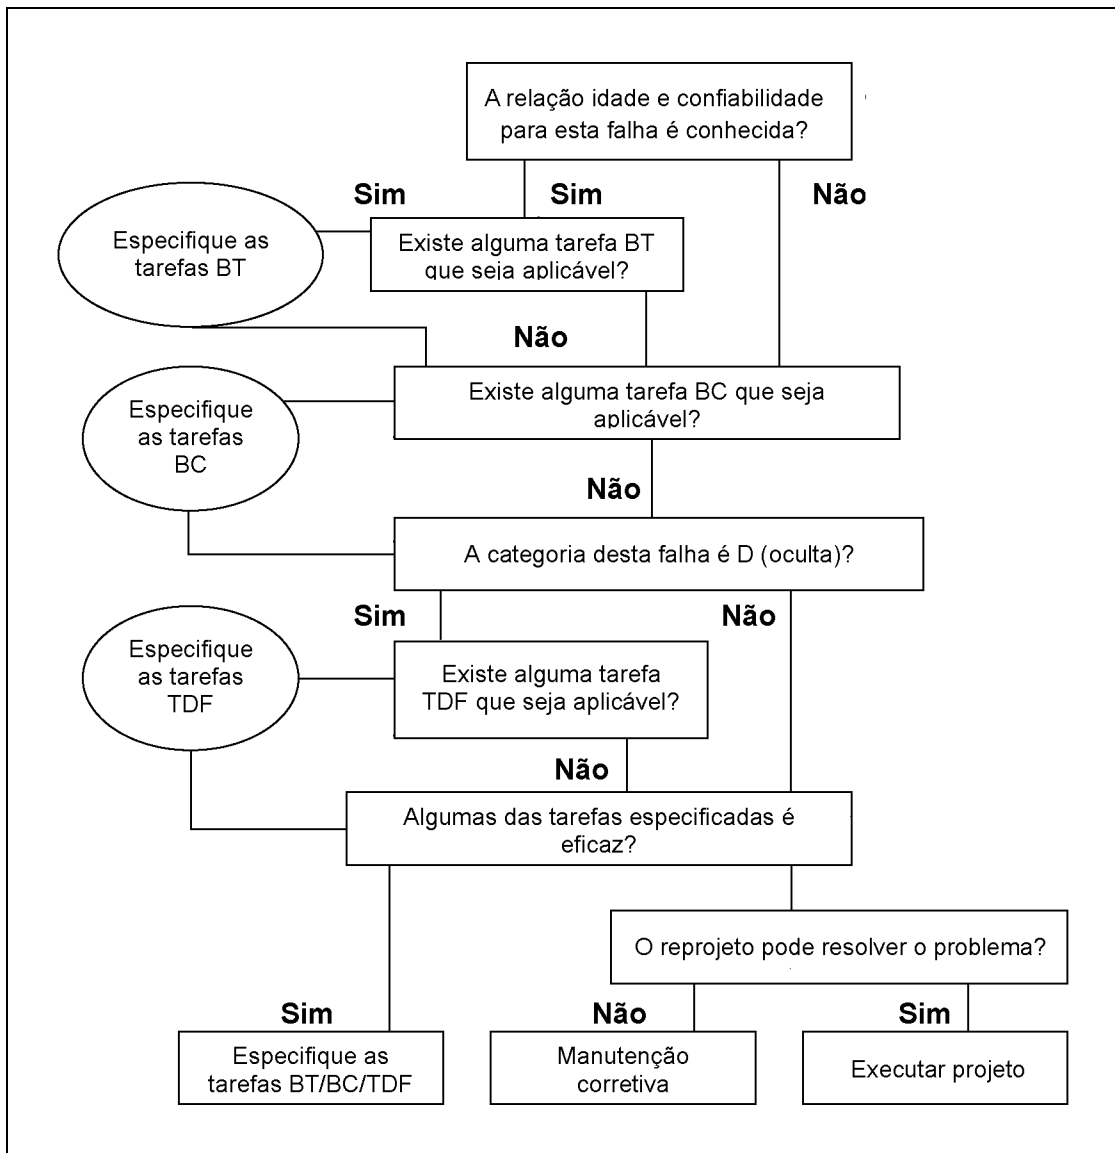 A relação idade e confiabilidade
para esta falha é conhecida?
Sim
Sim
Não
Especifique as
tarefas BT
Existe alguma tarefa BT
que seja aplicável?
Não
Existe alguma tarefa BC que seja
aplicável?
Especifique
as tarefas
BC
Não
A categoria desta falha é D (oculta)?
Sim
Não
Especifique
as tarefas
TDF
Existe alguma tarefa
TDF que seja aplicável?
Não
Algumas das tarefas especificadas é
eficaz?
O reprojeto pode resolver o problema?
Sim
Não
Sim
Especifique as
tarefas BT/BC/TDF
Manutenção
corretiva
Executar projeto